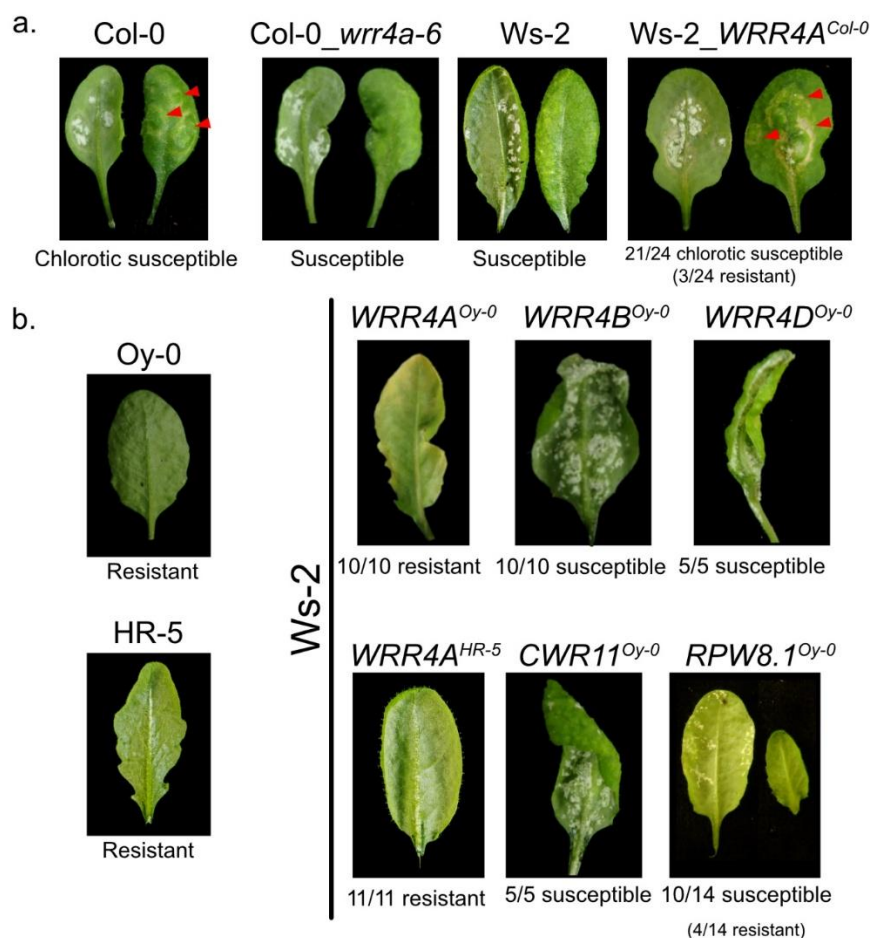 a.
Col-0
Col-0_wrr4a-6
Ws-2
Ws-2_WRR4A^Col-0
Chlorotic susceptible
Susceptible
Susceptible
21/24 chlorotic susceptible
(3/24 resistant)
b.
Oy-0
Resistant
HR-5
Resistant
Ws-2
WRR4A^Oy-0
WRR4B^Oy-0
WRR4D^Oy-0
10/10 resistant
10/10 susceptible
5/5 susceptible
WRR4A^HR-5
CWR11^Oy-0
RPW8.1^Oy-0
11/11 resistant
5/5 susceptible
10/14 susceptible
(4/14 resistant)